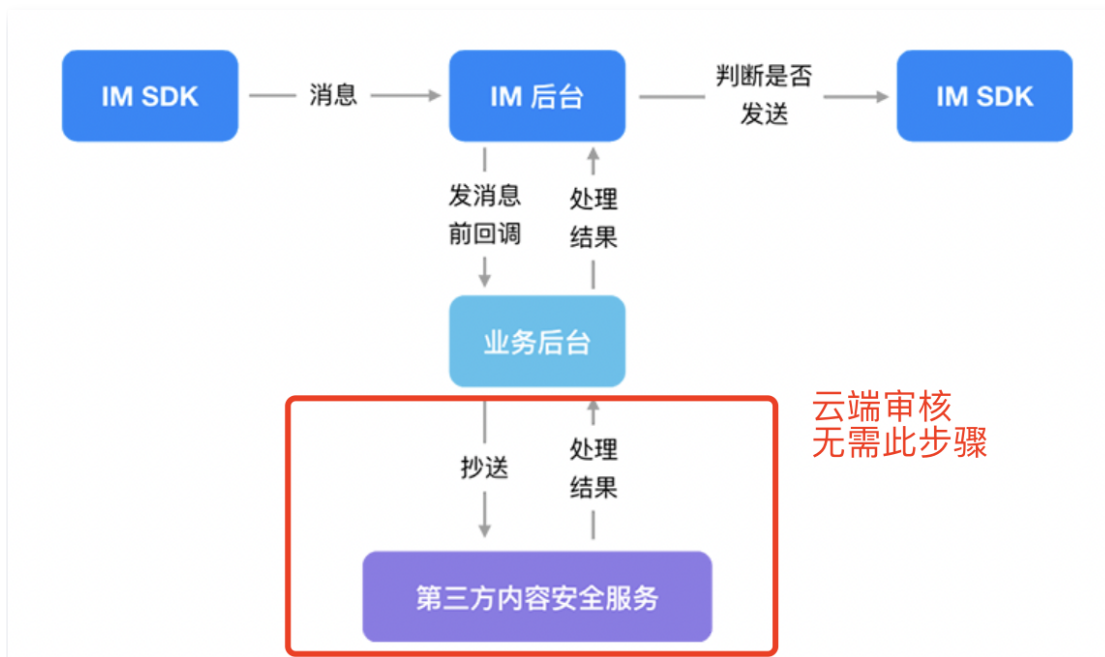 IM SDK
消息
IM 后台
判断是否
发送
IM SDK
发消息
前回调
处理
结果
业务后台
云端审核
无需此步骤
抄送
处理
结果
第三方内容安全服务